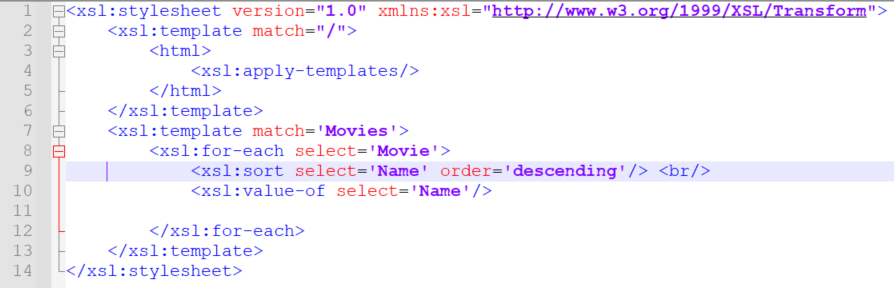 1 <xsl:stylesheet version="1.0" xmlns:xsl="http://www.w3.org/1999/XSL/Transform">
2 <xsl:template match="/">
3 <html>
4 <xsl:apply-templates/>
5 </html>
6 </xsl:template>
7 <xsl:template match='Movies'>
8 <xsl:for-each select='Movie'>
9 <xsl:sort select='Name' order='descending'/> <br/>
10 <xsl:value-of select='Name'/>
11
12 </xsl:for-each>
13 </xsl:template>
14 </xsl:stylesheet>